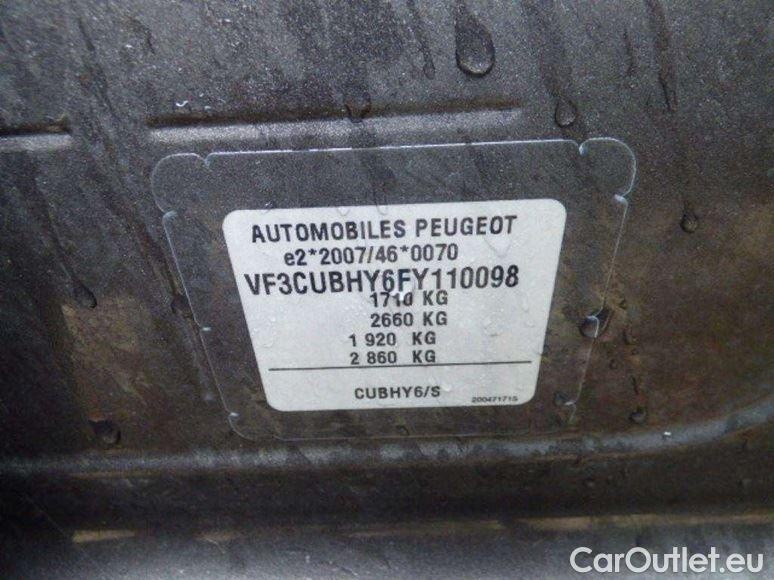 AUTOMOBILES PEUGEOT
e2*2007/46*0070
VF3CUBHY6FY110098
1710 KG
2660 KG
1 920 KG
2 860 KG
CUBHY6/S
200471715
CarOutlet.eu